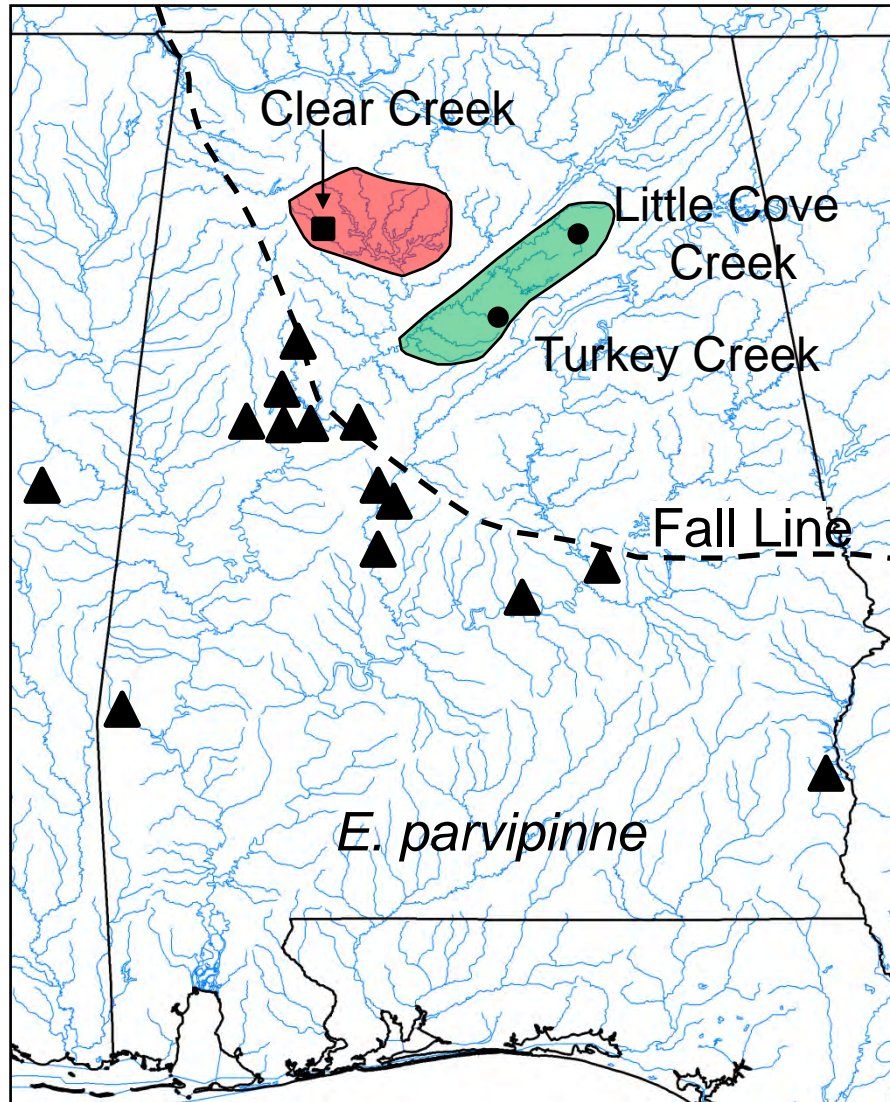 Clear Creek
Little Cove
Creek
Turkey Creek
Fall Line
E. parvipinne